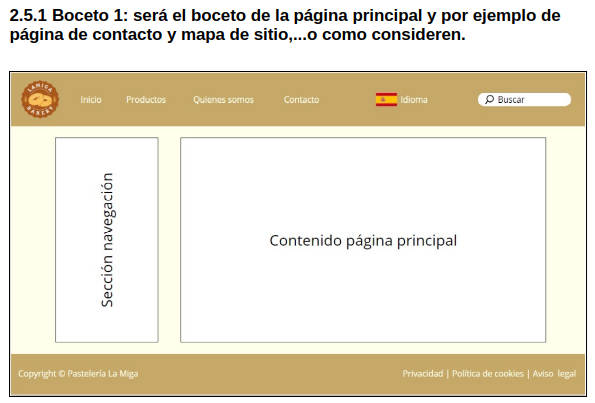 2.5.1 Boceto 1: será el boceto de la página principal y por ejemplo de
página de contacto y mapa de sitio,...o como consideren.
LAMIGA
BAKERY
Inicio Productos Quienes somos Contacto Idioma Buscar
Sección navegación
Contenido página principal
Copyright © Pastelería La Miga Privacidad | Política de cookies | Aviso legal